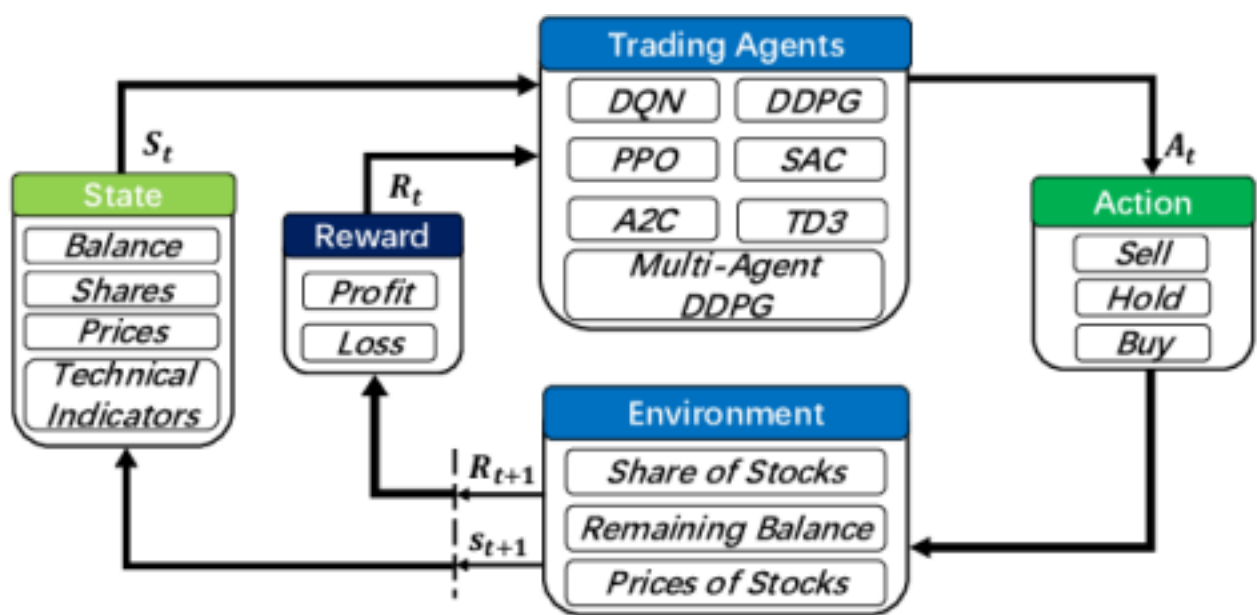 Trading Agents
DQN
DDPG
PPO
SAC
A2C
TD3
Multi-Agent
DDPG
S_t
State
Balance
Shares
Prices
Technical
Indicators
R_t
Reward
Profit
Loss
A_t
Action
Sell
Hold
Buy
Environment
Share of Stocks
Remaining Balance
Prices of Stocks
R_{t+1}
s_{t+1}